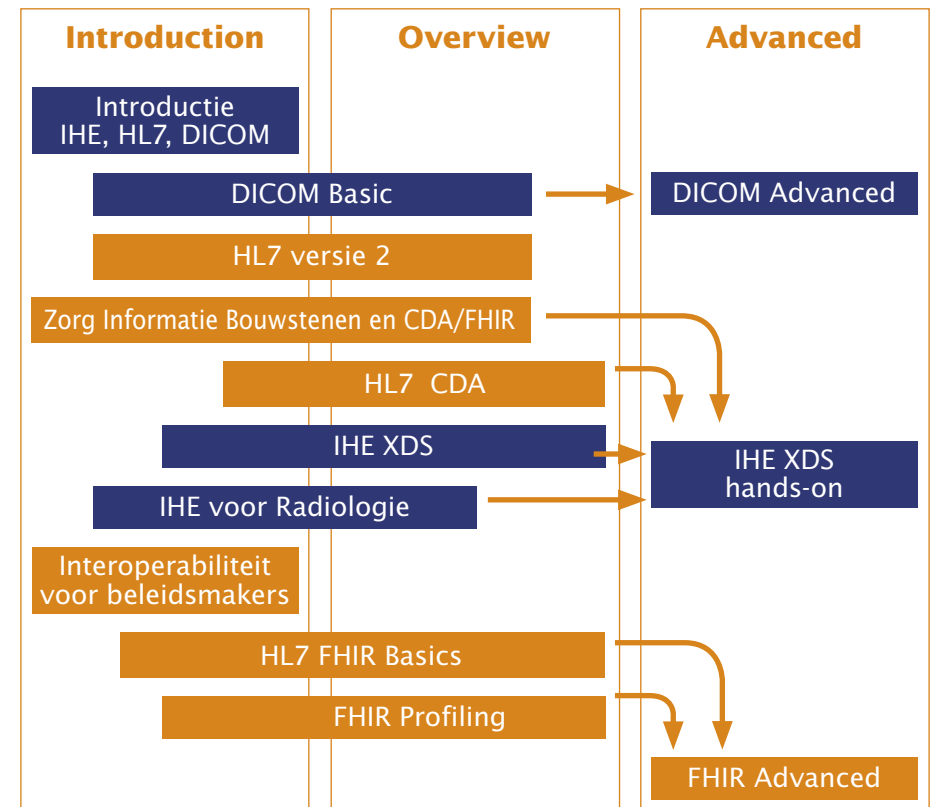 Introduction
Overview
Advanced
Introductie
IHE, HL7, DICOM
DICOM Basic
DICOM Advanced
HL7 versie 2
Zorg Informatie Bouwstenen en CDA/FHIR
HL7 CDA
IHE XDS
IHE XDS
hands-on
IHE voor Radiologie
Interoperabiliteit
voor beleidsmakers
HL7 FHIR Basics
FHIR Profiling
FHIR Advanced